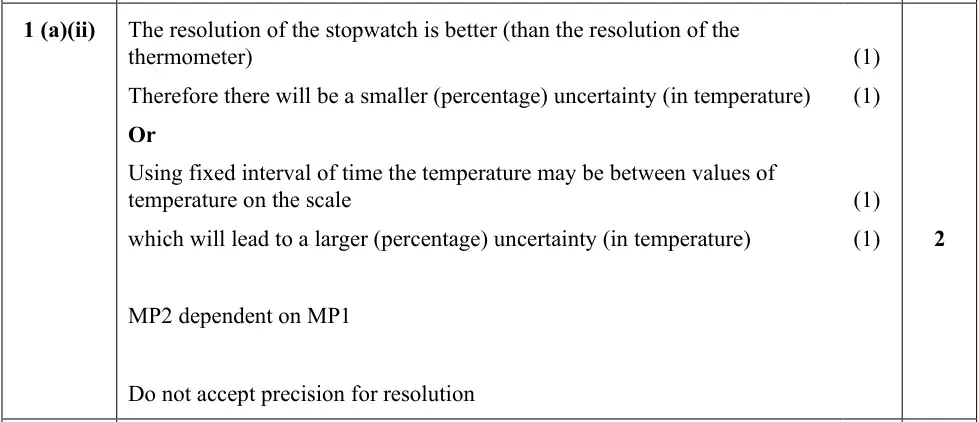 1 (a)(ii)
The resolution of the stopwatch is better (than the resolution of the
thermometer) (1)
Therefore there will be a smaller (percentage) uncertainty (in temperature) (1)
Or
Using fixed interval of time the temperature may be between values of
temperature on the scale (1)
which will lead to a larger (percentage) uncertainty (in temperature) (1)
2
MP2 dependent on MP1
Do not accept precision for resolution